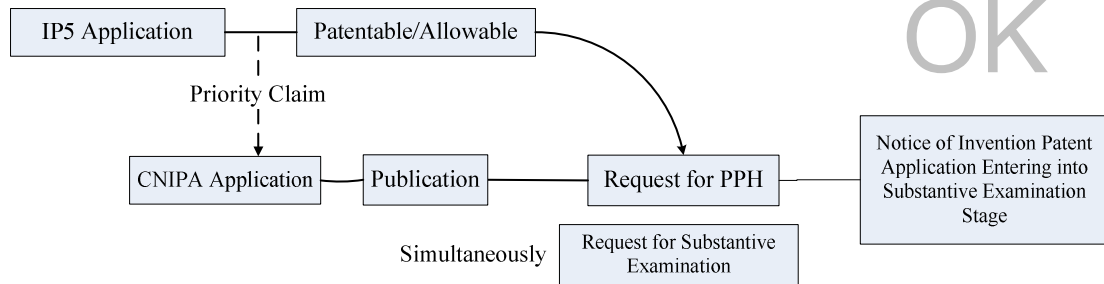 OK
IP5 Application
Patentable/Allowable
Priority Claim
CNIPA Application
Publication
Request for PPH
Notice of Invention Patent
Application Entering into
Substantive Examination
Stage
Simultaneously
Request for Substantive
Examination